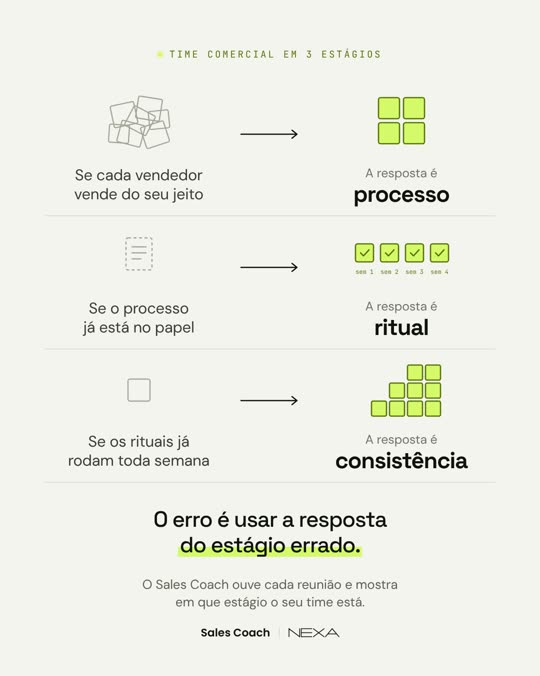 TIME COMERCIAL EM 3 ESTÁGIOS
Se cada vendedor
vende do seu jeito
A resposta é
processo
sem 1 sem 2 sem 3 sem 4
Se o processo
já está no papel
A resposta é
ritual
Se os rituais já
rodam toda semana
A resposta é
consistência
O erro é usar a resposta
do estágio errado.
O Sales Coach ouve cada reunião e mostra
em que estágio o seu time está.
Sales Coach | NEXA